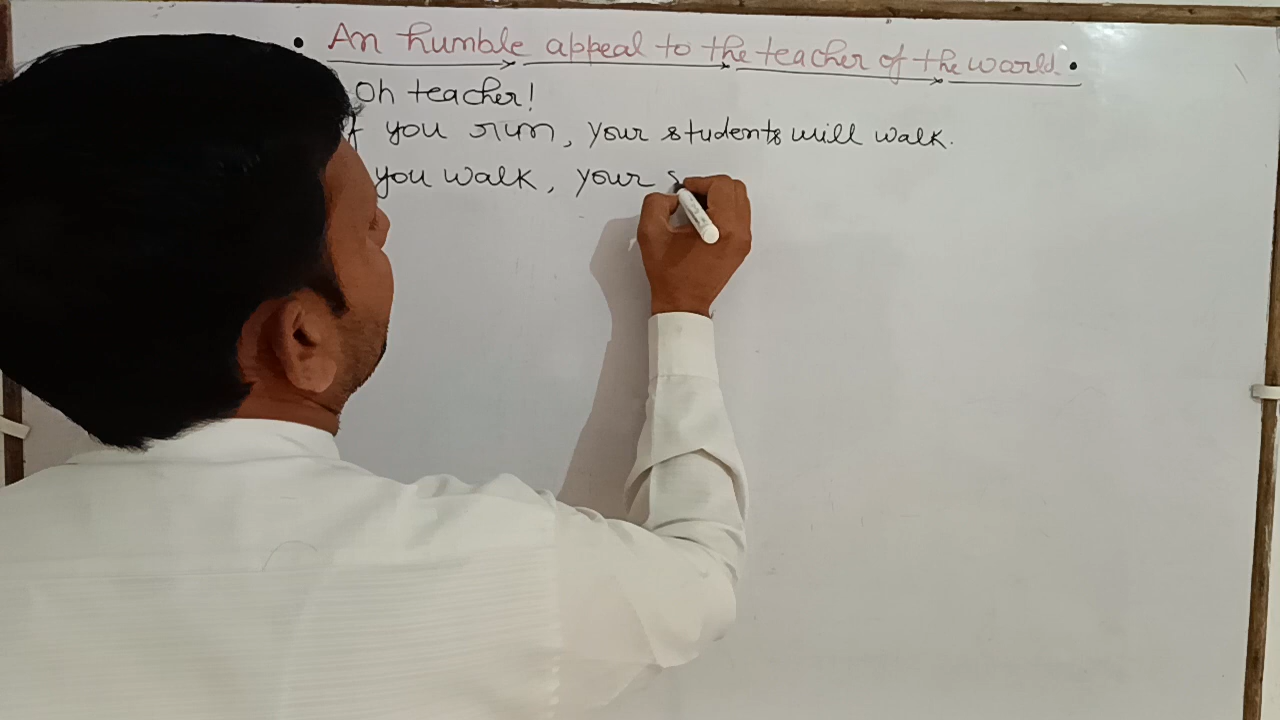 • An humble appeal to the teacher of the world. •
Oh teacher!
f you run, your students will walk.
you walk, your s